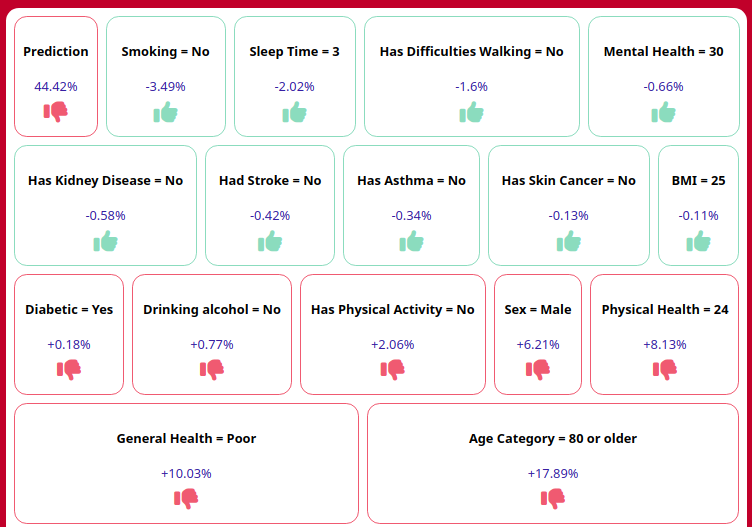 Prediction
44.42%
Smoking = No
-3.49%
Sleep Time = 3
-2.02%
Has Difficulties Walking = No
-1.6%
Mental Health = 30
-0.66%
Has Kidney Disease = No
-0.58%
Had Stroke = No
-0.42%
Has Asthma = No
-0.34%
Has Skin Cancer = No
-0.13%
BMI = 25
-0.11%
Diabetic = Yes
+0.18%
Drinking alcohol = No
+0.77%
Has Physical Activity = No
+2.06%
Sex = Male
+6.21%
Physical Health = 24
+8.13%
General Health = Poor
+10.03%
Age Category = 80 or older
+17.89%